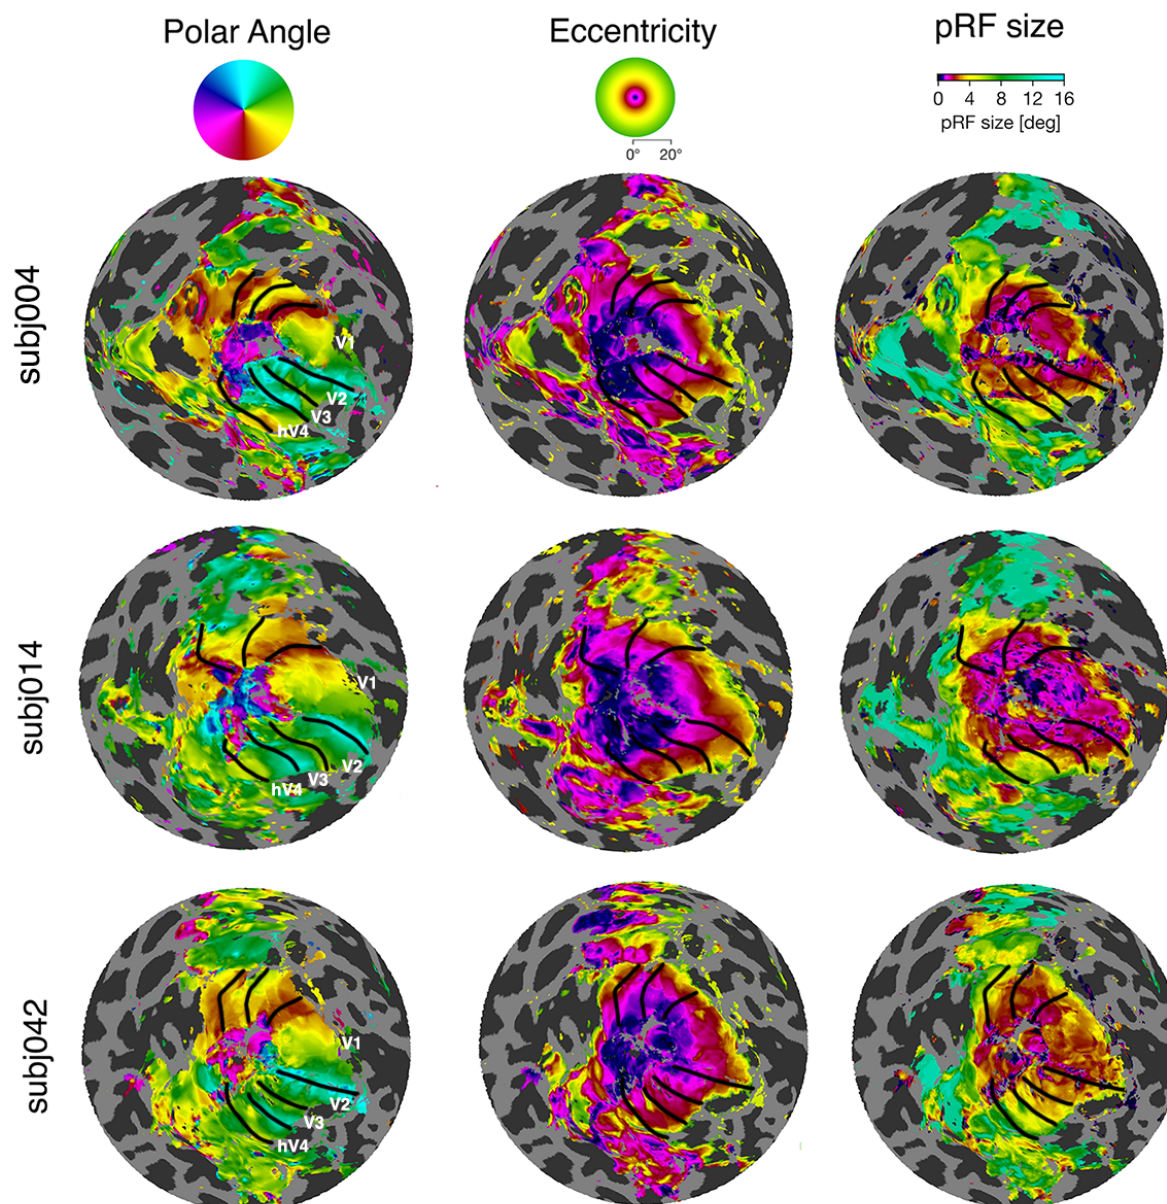 Polar Angle
Eccentricity
pRF size
0° 20°
0 4 8 12 16
pRF size [deg]
subj004
V1
V2
V3
hV4
subj014
V1
V2
V3
hV4
subj042
V1
V2
V3
hV4